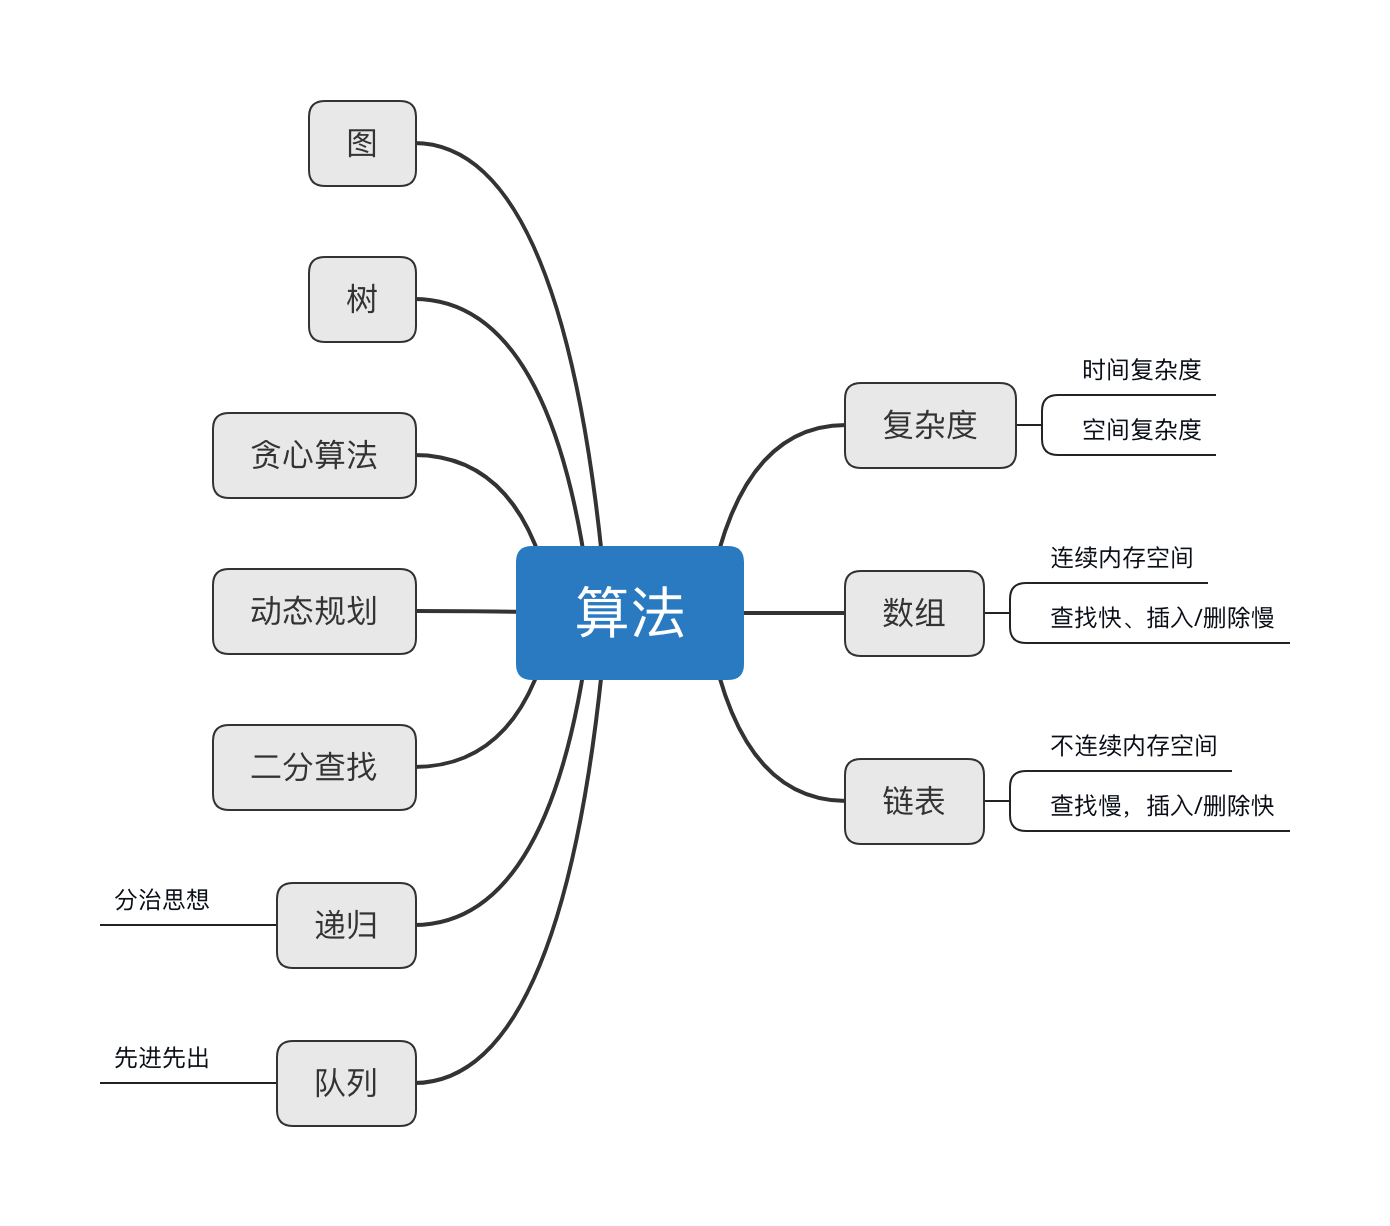 图
树
贪心算法
动态规划
二分查找
分治思想
递归
先进先出
队列
算法
复杂度
时间复杂度
空间复杂度
数组
连续内存空间
查找快、插入/删除慢
链表
不连续内存空间
查找慢，插入/删除快